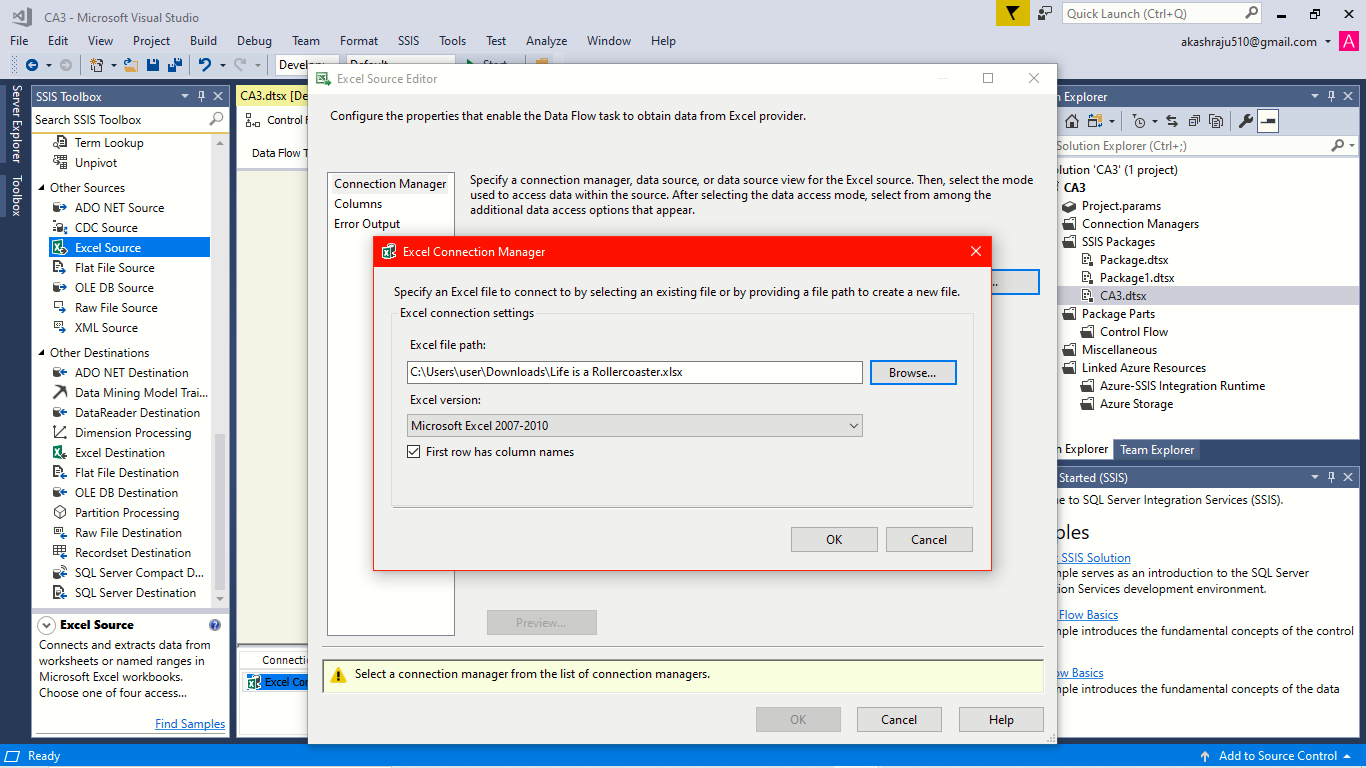 CA3 - Microsoft Visual Studio
Quick Launch (Ctrl+Q)
File Edit View Project Build Debug Team Format SSIS Tools Test Analyze Window Help
akashraju510@gmail.com
A
Server Explorer
Toolbox
SSIS Toolbox
Search SSIS Toolbox
Term Lookup
Unpivot
Other Sources
ADO NET Source
CDC Source
Excel Source
Flat File Source
OLE DB Source
Raw File Source
XML Source
Other Destinations
ADO NET Destination
Data Mining Model Trai...
DataReader Destination
Dimension Processing
Excel Destination
Flat File Destination
OLE DB Destination
Partition Processing
Raw File Destination
Recordset Destination
SQL Server Compact D...
SQL Server Destination
Excel Source
Connects and extracts data from
worksheets or named ranges in
Microsoft Excel workbooks.
Choose one of four access...
Find Samples
CA3.dtsx [De
Control F
Data Flow T
Connectio
Excel Con
Excel Source Editor
Configure the properties that enable the Data Flow task to obtain data from Excel provider.
Connection Manager
Columns
Error Output
Specify a connection manager, data source, or data source view for the Excel source. Then, select the mode
used to access data within the source. After selecting the data access mode, select from among the
additional data access options that appear.
Excel Connection Manager
Specify an Excel file to connect to by selecting an existing file or by providing a file path to create a new file.
Excel connection settings
Excel file path:
C:\Users\user\Downloads\Life is a Rollercoaster.xlsx
Browse...
Excel version:
Microsoft Excel 2007-2010
First row has column names
OK Cancel
Preview...
Select a connection manager from the list of connection managers.
OK Cancel Help
n Explorer
Solution Explorer (Ctrl+;)
olution 'CA3' (1 project)
CA3
Project.params
Connection Managers
SSIS Packages
Package.dtsx
Package1.dtsx
CA3.dtsx
Package Parts
Control Flow
Miscellaneous
Linked Azure Resources
Azure-SSIS Integration Runtime
Azure Storage
n Explorer Team Explorer
Started (SSIS)
ne to SQL Server Integration Services (SSIS).
ples
SSIS Solution
mple serves as an introduction to the SQL Server
tion Services development environment.
Flow Basics
mple introduces the fundamental concepts of the control
ow Basics
mple introduces the fundamental concepts of the data
Ready
Add to Source Control